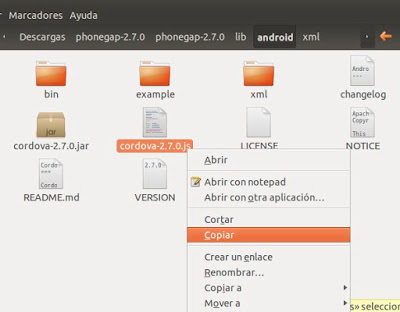 Marcadores Ayuda
Descargas phonegap-2.7.0 phonegap-2.7.0 lib android xml
bin example xml changelog
Andro
jar
Apach
Copyr
This
cordova-2.7.0.jar cordova-2.7.0.js LICENSE NOTICE
Cordo
2.7.0
README.md VERSION
Abrir
Abrir con notepad
Abrir con otra aplicación...
Cortar
Copiar
Crear un enlace
Renombrar...
Copiar a
Mover a
s» seleccion